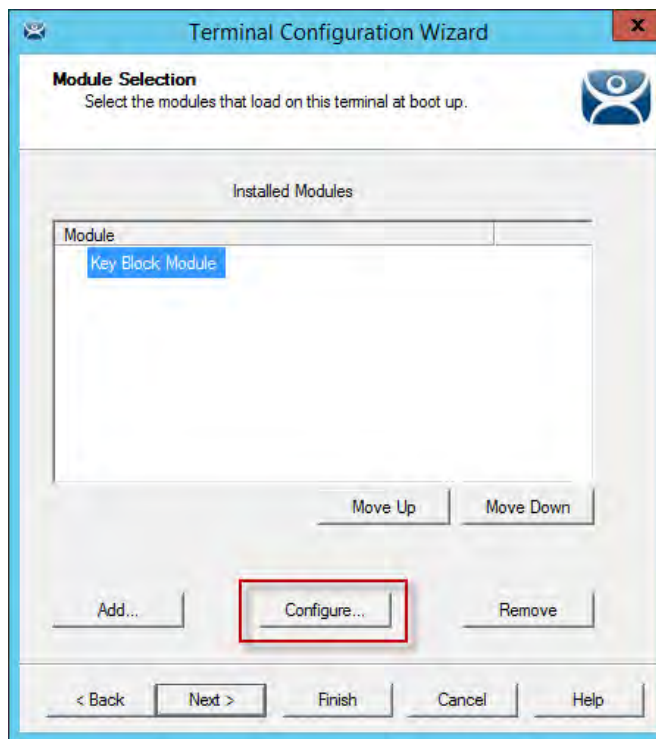 Terminal Configuration Wizard
x
Module Selection
Select the modules that load on this terminal at boot up.
Installed Modules
Module
Key Block Module
Move Up Move Down
Add... Configure... Remove
< Back Next > Finish Cancel Help